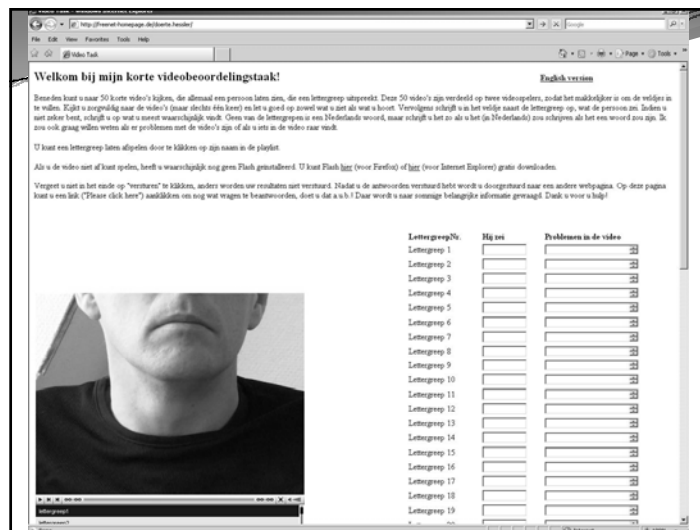 http://freenet-homepage.de/doerte.hessler/
Google
File Edit View Favorites Tools Help
Video Task
Page Tools
Welkom bij mijn korte videobeoordelingstaak!
English version
Beneden kunt u naar 50 korte video's kijken, die allemaal een persoon laten zien, die een lettergreep uitspreekt. Deze 50 video's zijn verdeeld op twee videospelers, zodat het makkelijker is om de veldjes in
te vullen. Kijkt u zorgvuldig naar de video's (maar slechts één keer) en let u goed op zowel wat u ziet als wat u hoort. Vervolgens schrijft u in het veldje naast de lettergreep op, wat de persoon zei. Indien u
niet zeker bent, schrijft u op wat u meest waarschijnlijk vindt. Geen van de lettergrepen is een Nederlands woord, maar schrijft u het zo als u het (in Nederlands) zou schrijven als het een woord zou zijn. Ik
zou ook graag willen weten als er problemen met de video's zijn of als u iets in de video raar vindt.
U kunt een lettergreep laten afspelen door te klikken op zijn naam in de playlist.
Als u de video niet af kunt spelen, heeft u waarschijnlijk nog geen Flash geinstalleerd. U kunt Flash hier (voor Firefox) of hier (voor Internet Explorer) gratis downloaden.
Vergeet u niet in het einde op "versturen" te klikken, anders worden uw resultaten niet verstuurd. Nadat u de antwoorden verstuurd hebt wordt u doorgestuurd naar een andere webpagina. Op deze pagina
kunt u een link ("Please click here") aanklikken om nog wat vragen te beantwoorden, doet u dat a.u.b.! Daar wordt u naar sommige belangrijke informatie gevraagd. Dank u voor u hulp!
LettergreepNr. Hij zei Problemen in de video
Lettergreep 1
Lettergreep 2
Lettergreep 3
Lettergreep 4
Lettergreep 5
Lettergreep 6
Lettergreep 7
Lettergreep 8
Lettergreep 9
Lettergreep 10
Lettergreep 11
Lettergreep 12
Lettergreep 13
Lettergreep 14
Lettergreep 15
Lettergreep 16
Lettergreep 17
Lettergreep 18
Lettergreep 19
lettergreep1